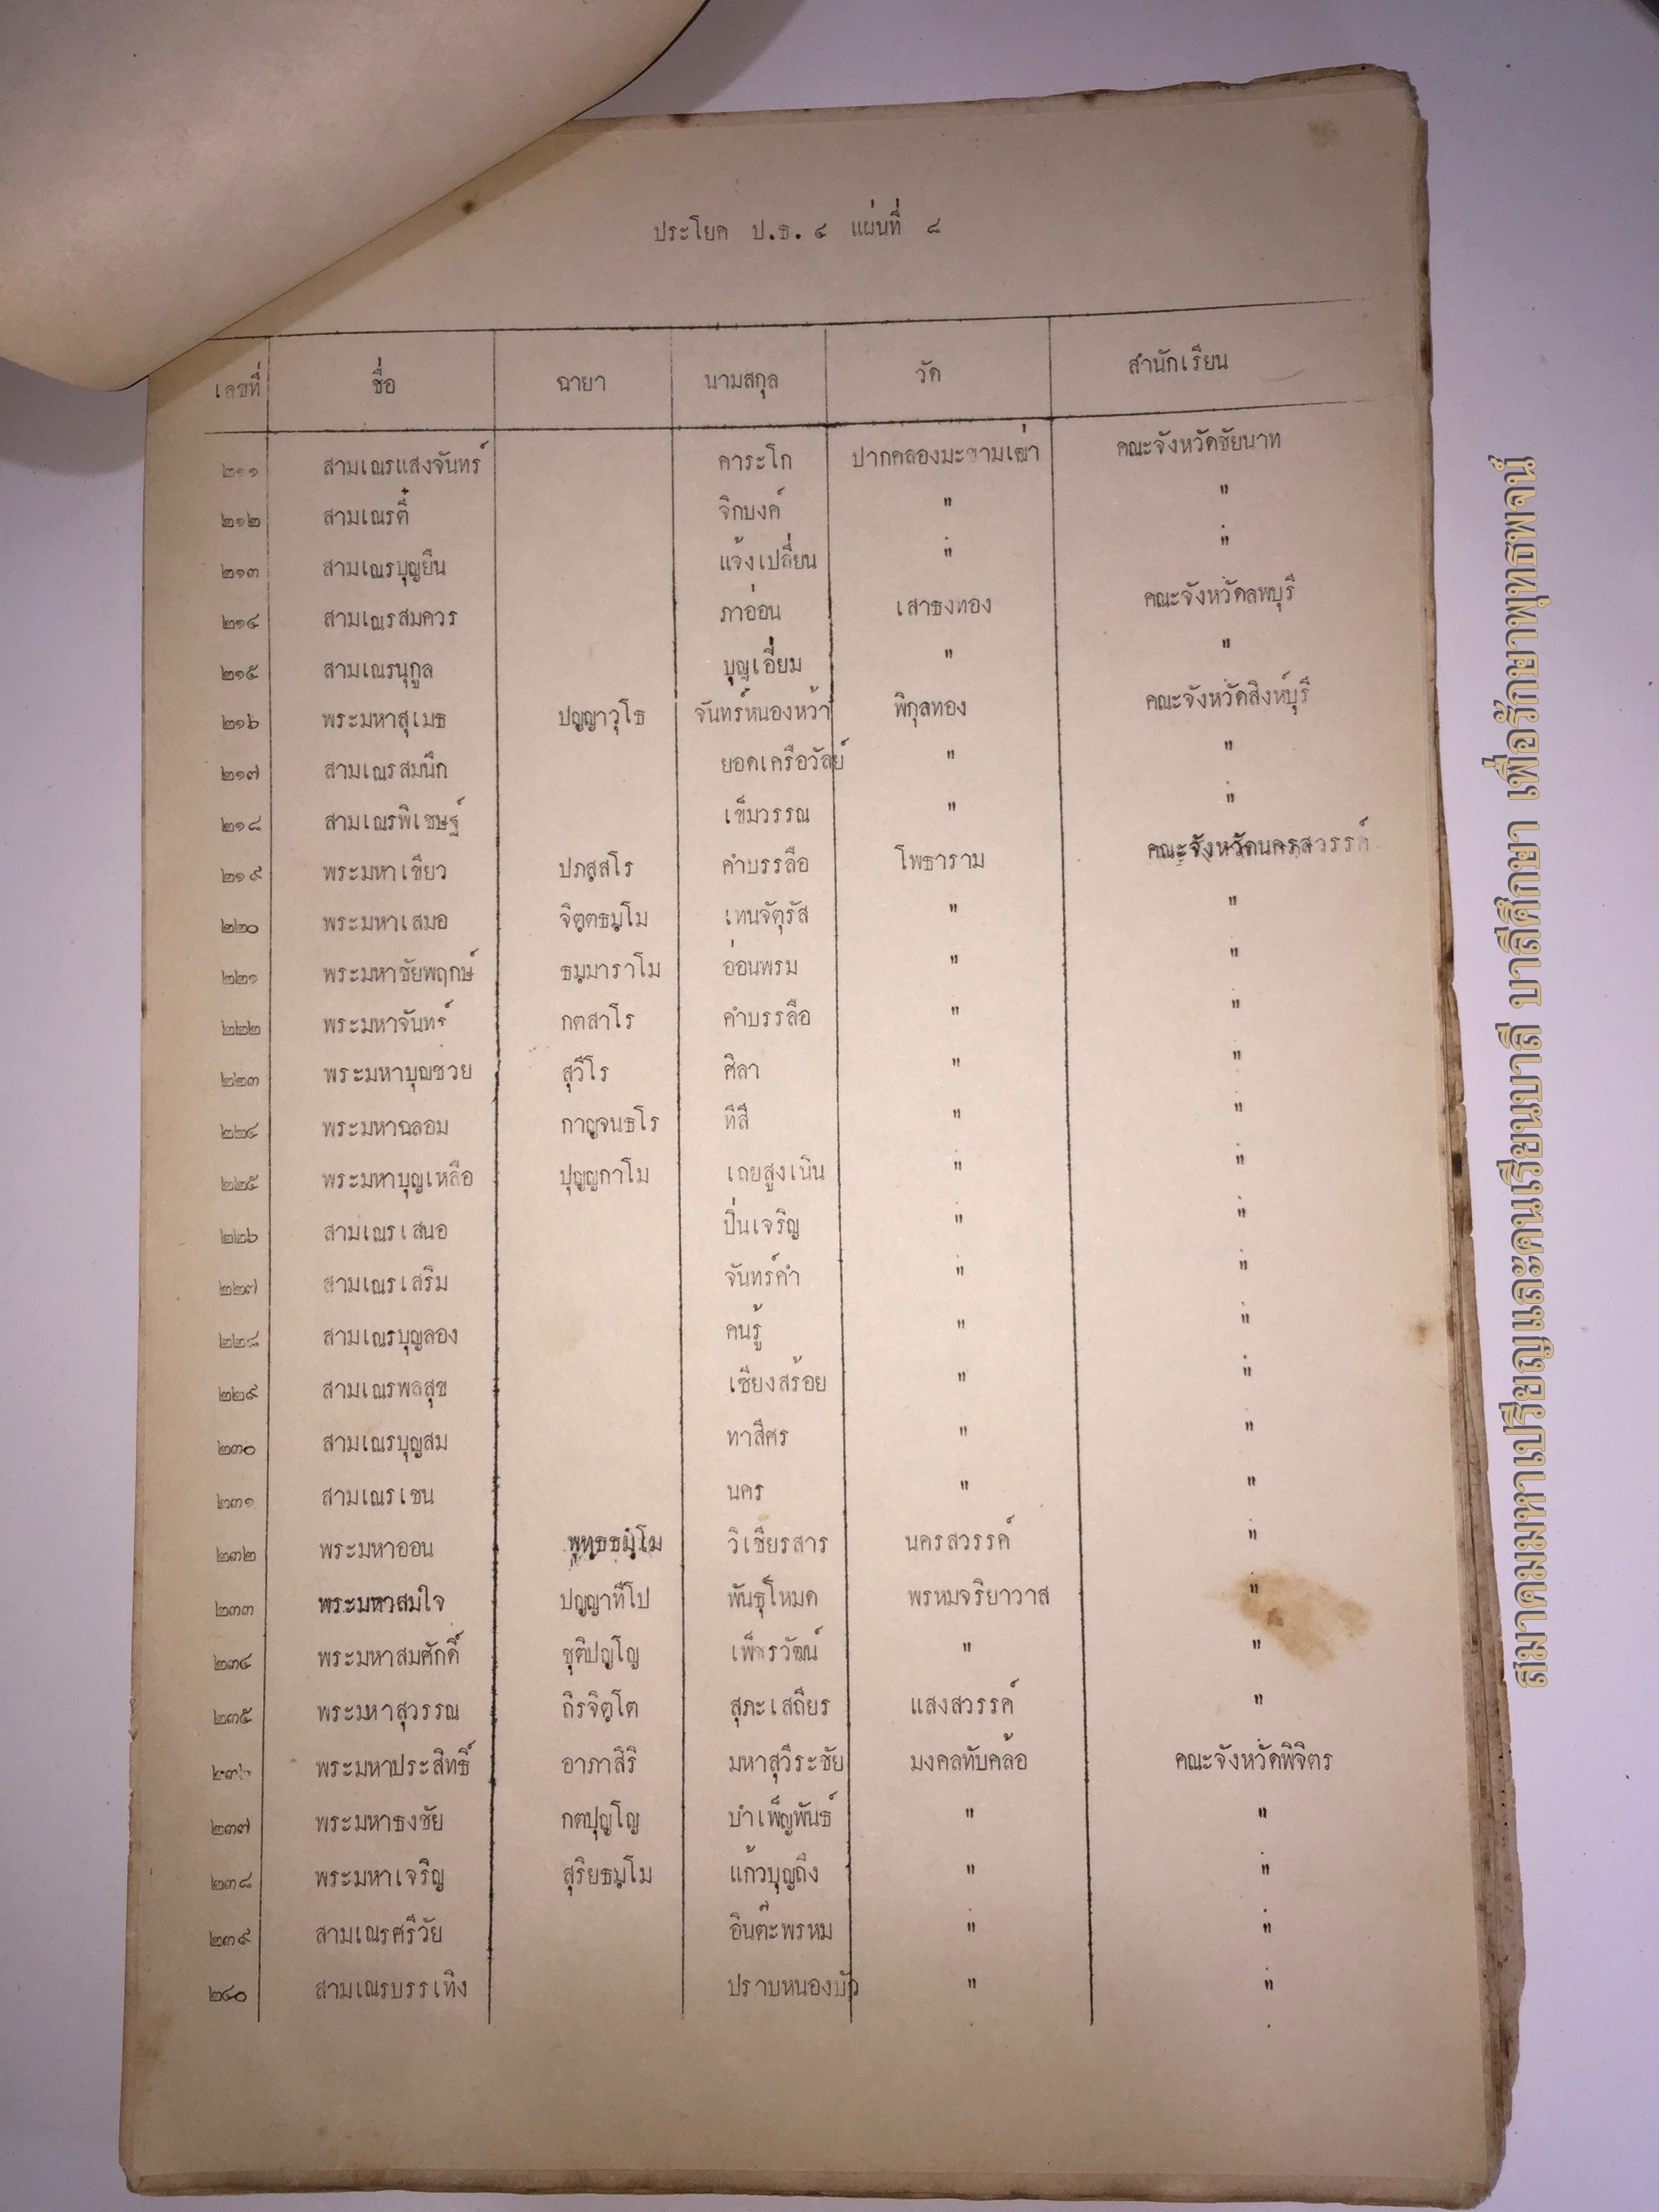 ประโยค ป.ธ. ๔ แผ่นที่ ๘
เลขที่ ชื่อ ฉายา นามสกุล วัด สำนักเรียน
๒๑๑ สามเณรแสงจันทร์ คาระโก ปากคลองมะขามเฒ่า คณะจังหวัดชัยนาท
๒๑๒ สามเณรตี๋ จิกบงค์ " "
๒๑๓ สามเณรบุญยืน แจ้งเปลี่ยน " "
๒๑๔ สามเณรสมควร ภาอ่อน เสาธงทอง คณะจังหวัดลพบุรี
๒๑๕ สามเณรนุกูล บุญเอี่ยม " "
๒๑๖ พระมหาสุเมธ ปญฺญาวุโธ จันทร์หนองหว้า พิกุลทอง คณะจังหวัดสิงห์บุรี
๒๑๗ สามเณรสมนึก ยอดเครือวัลย์ " "
๒๑๘ สามเณรพิเชษฐ์ เข็มวรรณ " "
๒๑๙ พระมหาเขียว ปภสฺสโร คำบรรลือ โพธาราม คณะจังหวัดนครสวรรค์
๒๒๐ พระมหาเสมอ จิตฺตธมฺโม เทนจัตุรัส " "
๒๒๑ พระมหาชัยพฤกษ์ ธมฺมาราโม อ่อนพรม " "
๒๒๒ พระมหาจันทร์ กตสาโร คำบรรลือ " "
๒๒๓ พระมหาบุญชวย สุวีโร ศิลา " "
๒๒๔ พระมหาฉลอม กาญฺจนธโร ทีสี " "
๒๒๕ พระมหาบุญเหลือ ปุญฺญกาโม เถยสูงเนิน " "
๒๒๖ สามเณรเสนอ ปิ่นเจริญ " "
๒๒๗ สามเณรเสริม จันทร์คำ " "
๒๒๘ สามเณรบุญลอง คนรู้ " "
๒๒๙ สามเณรพลสุข เซียงสร้อย " "
๒๓๐ สามเณรบุญสม ทาสีศร " "
๒๓๑ สามเณรเชน นคร " "
๒๓๒ พระมหาออน พุทฺธธมฺโม วิเชียรสาร นครสวรรค์ "
๒๓๓ พระมหาสมใจ ปญฺญาทีโป พันธุ์โหมด พรหมจริยาวาส "
๒๓๔ พระมหาสมศักดิ์ ชุติปญฺโญ เพ็ชรวัฒน์ " "
๒๓๕ พระมหาสุวรรณ ถิรจิตฺโต สุภะเสถียร แสงสวรรค์ "
๒๓๖ พระมหาประสิทธิ์ อาภาสิริ มหาสุวีระชัย มงคลทับคล้อ คณะจังหวัดพิจิตร
๒๓๗ พระมหาธงชัย กตปุญฺโญ บำเพ็ญพันธ์ " "
๒๓๘ พระมหาเจริญ สุริยธมฺโม แก้วบุญถึง " "
๒๓๙ สามเณรศรีวัย อินต๊ะพรหม " "
๒๔๐ สามเณรบรรเทิง ปราบหนองบัว " "
สมาคมมหาเปรียญและคนเรียนบาลี บาลีศึกษา เพื่อรักษาพุทธพจน์